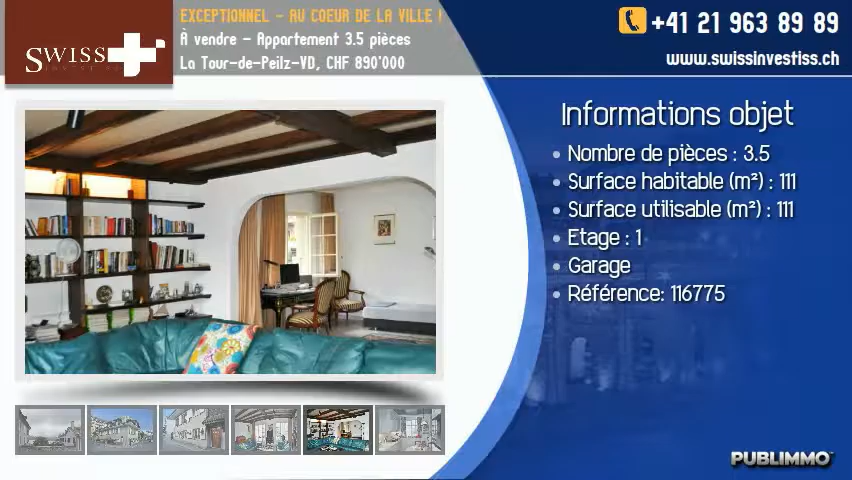 SWISS
EXCEPTIONNEL - AU COEUR DE LA VILLE !
À vendre - Appartement 3.5 pièces
La Tour-de-Peilz-VD, CHF 890'000
+41 21 963 89 89
www.swissinvestiss.ch
Informations objet
Nombre de pièces : 3.5
Surface habitable (m²) : 111
Surface utilisable (m²) : 111
Etage : 1
Garage
Référence: 116775
PUBLIMMO